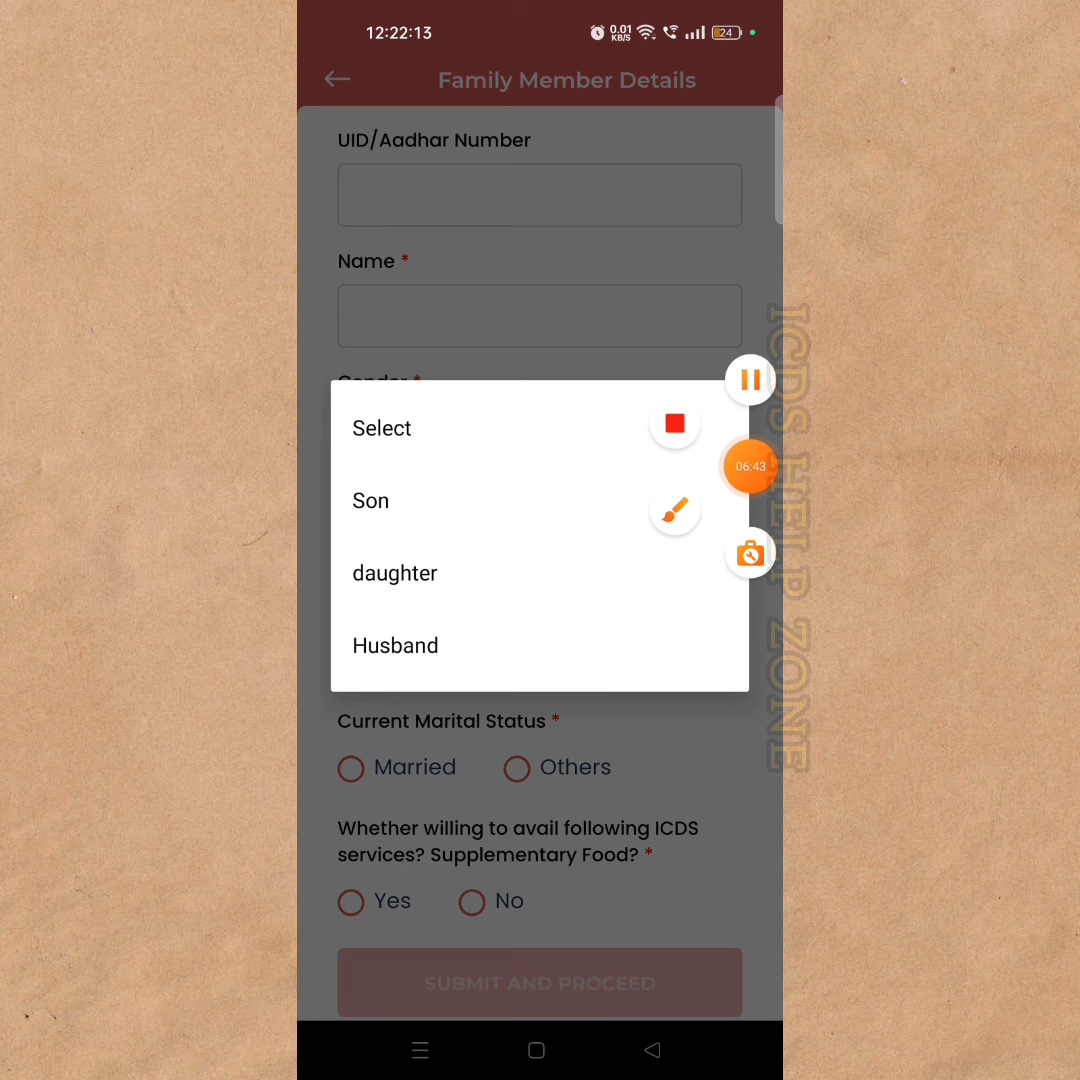 12:22:13
0.01
KB/S
24
Family Member Details
UID/Aadhar Number
Name *
Gender *
Select
Son
06:43
daughter
Husband
Current Marital Status *
Married
Others
Whether willing to avail following ICDS
services? Supplementary Food? *
Yes
No
SUBMIT AND PROCEED
ICDS HELP ZONE